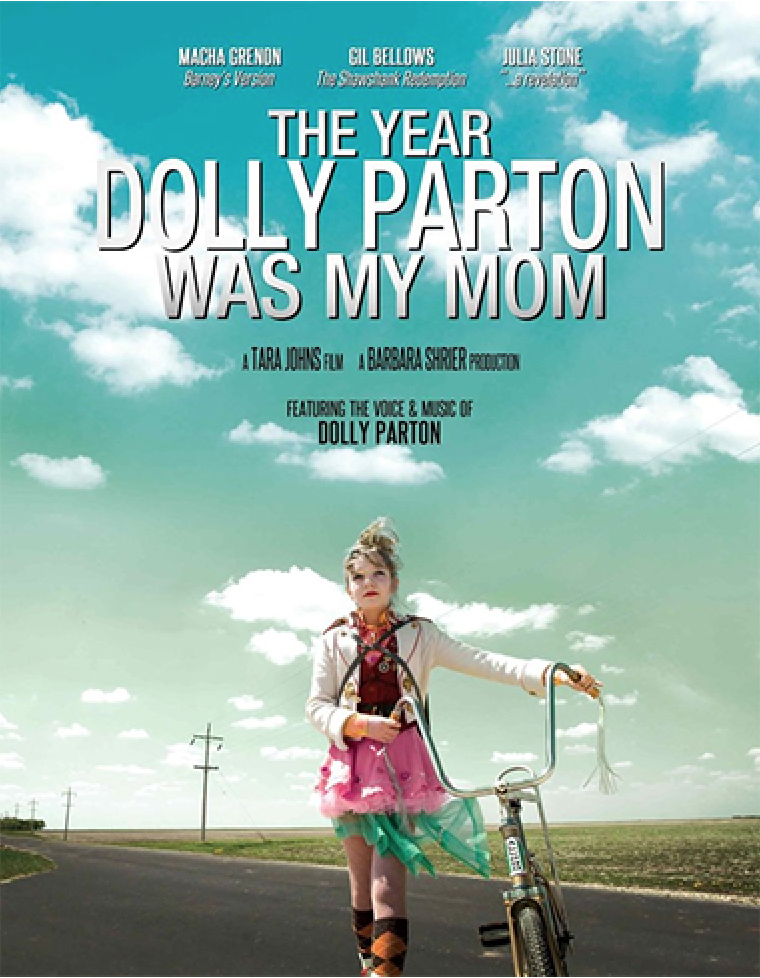 MACHA GRENON GIL BELLOWS JULIA STONE
Barney's Version The Shawshank Redemption "...a revelation"
THE YEAR
DOLLY PARTON
WAS MY MOM
A TARA JOHNS FILM A BARBARA SHRIER PRODUCTION
FEATURING THE VOICE & MUSIC OF
DOLLY PARTON